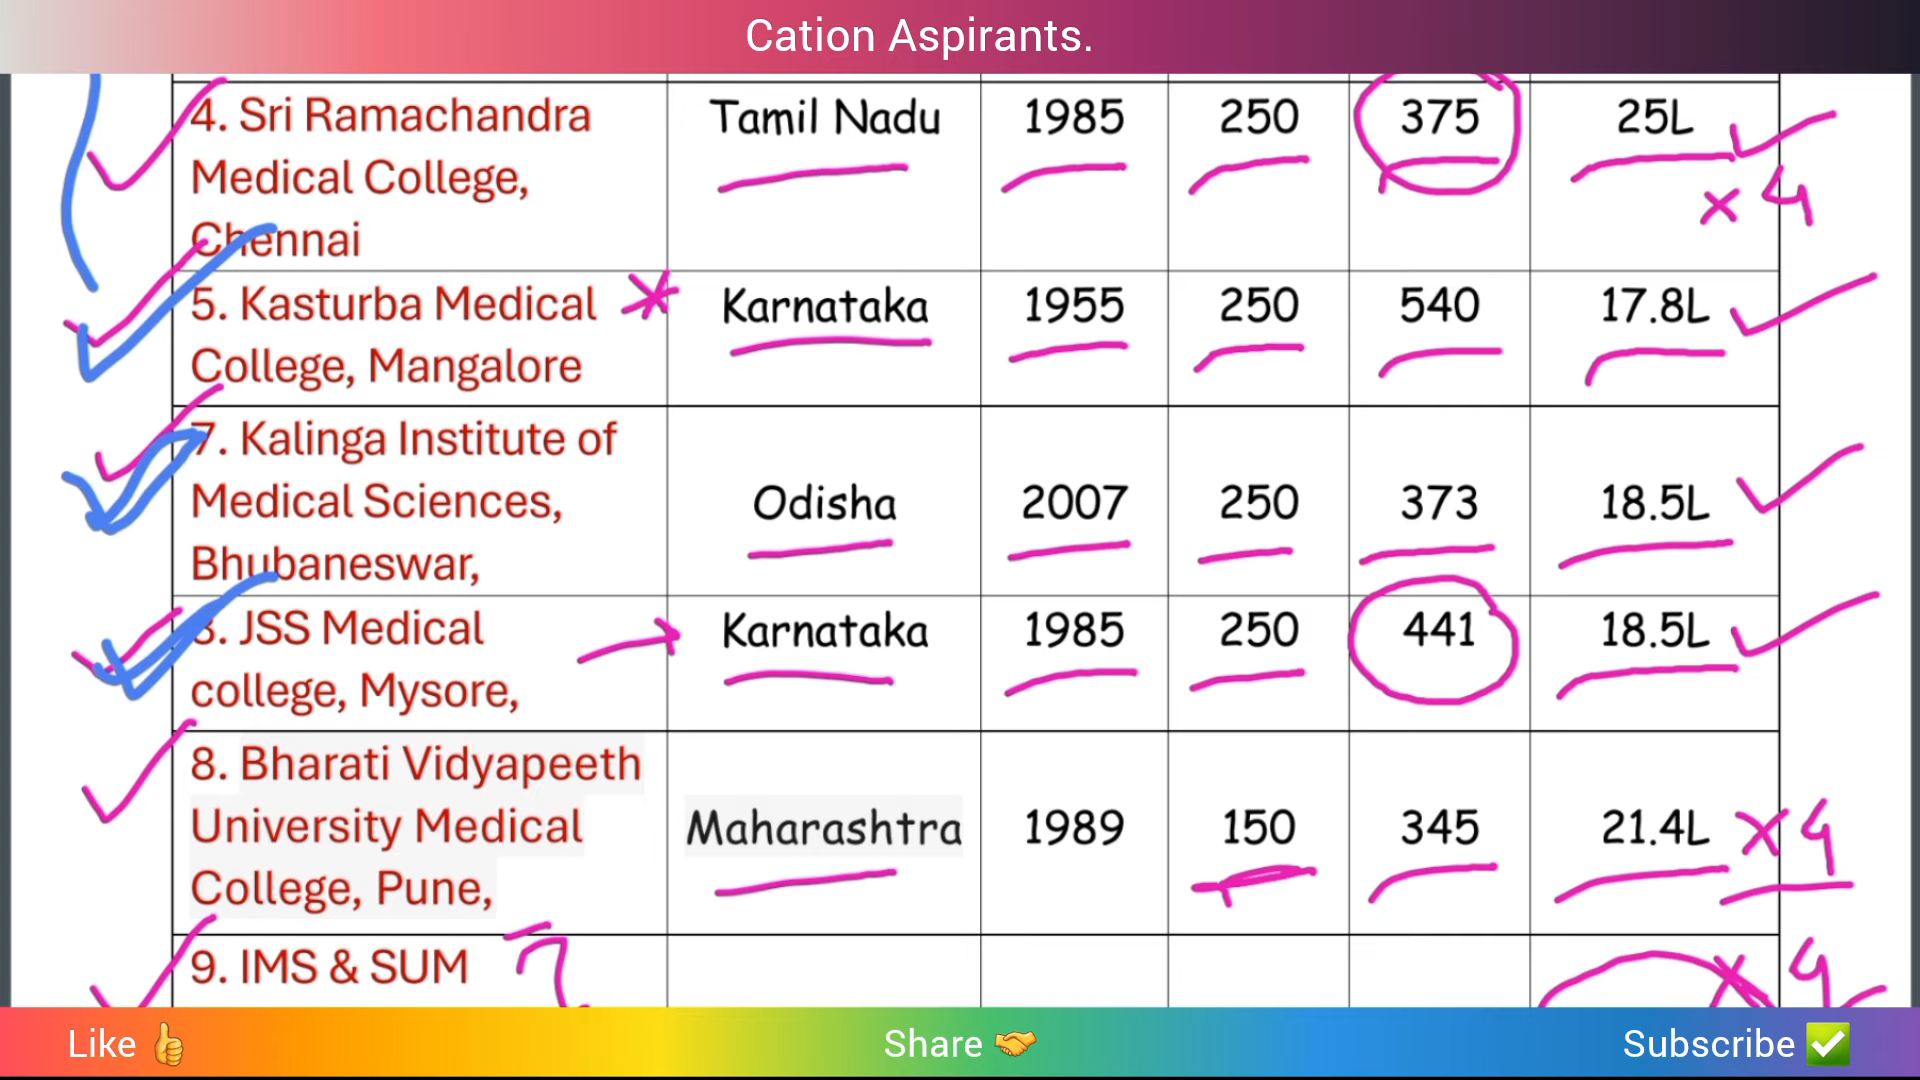 Cation Aspirants.
4. Sri Ramachandra
Medical College,
Chennai
Tamil Nadu
1985
250
375
25L
x 4
5. Kasturba Medical
College, Mangalore
Karnataka
1955
250
540
17.8L
7. Kalinga Institute of
Medical Sciences,
Bhubaneswar,
Odisha
2007
250
373
18.5L
JSS Medical
college, Mysore,
Karnataka
1985
250
441
18.5L
8. Bharati Vidyapeeth
University Medical
College, Pune,
Maharashtra
1989
150
345
21.4L
x 4
9. IMS & SUM
x 4
Like 👍
Share 🤝
Subscribe ✅